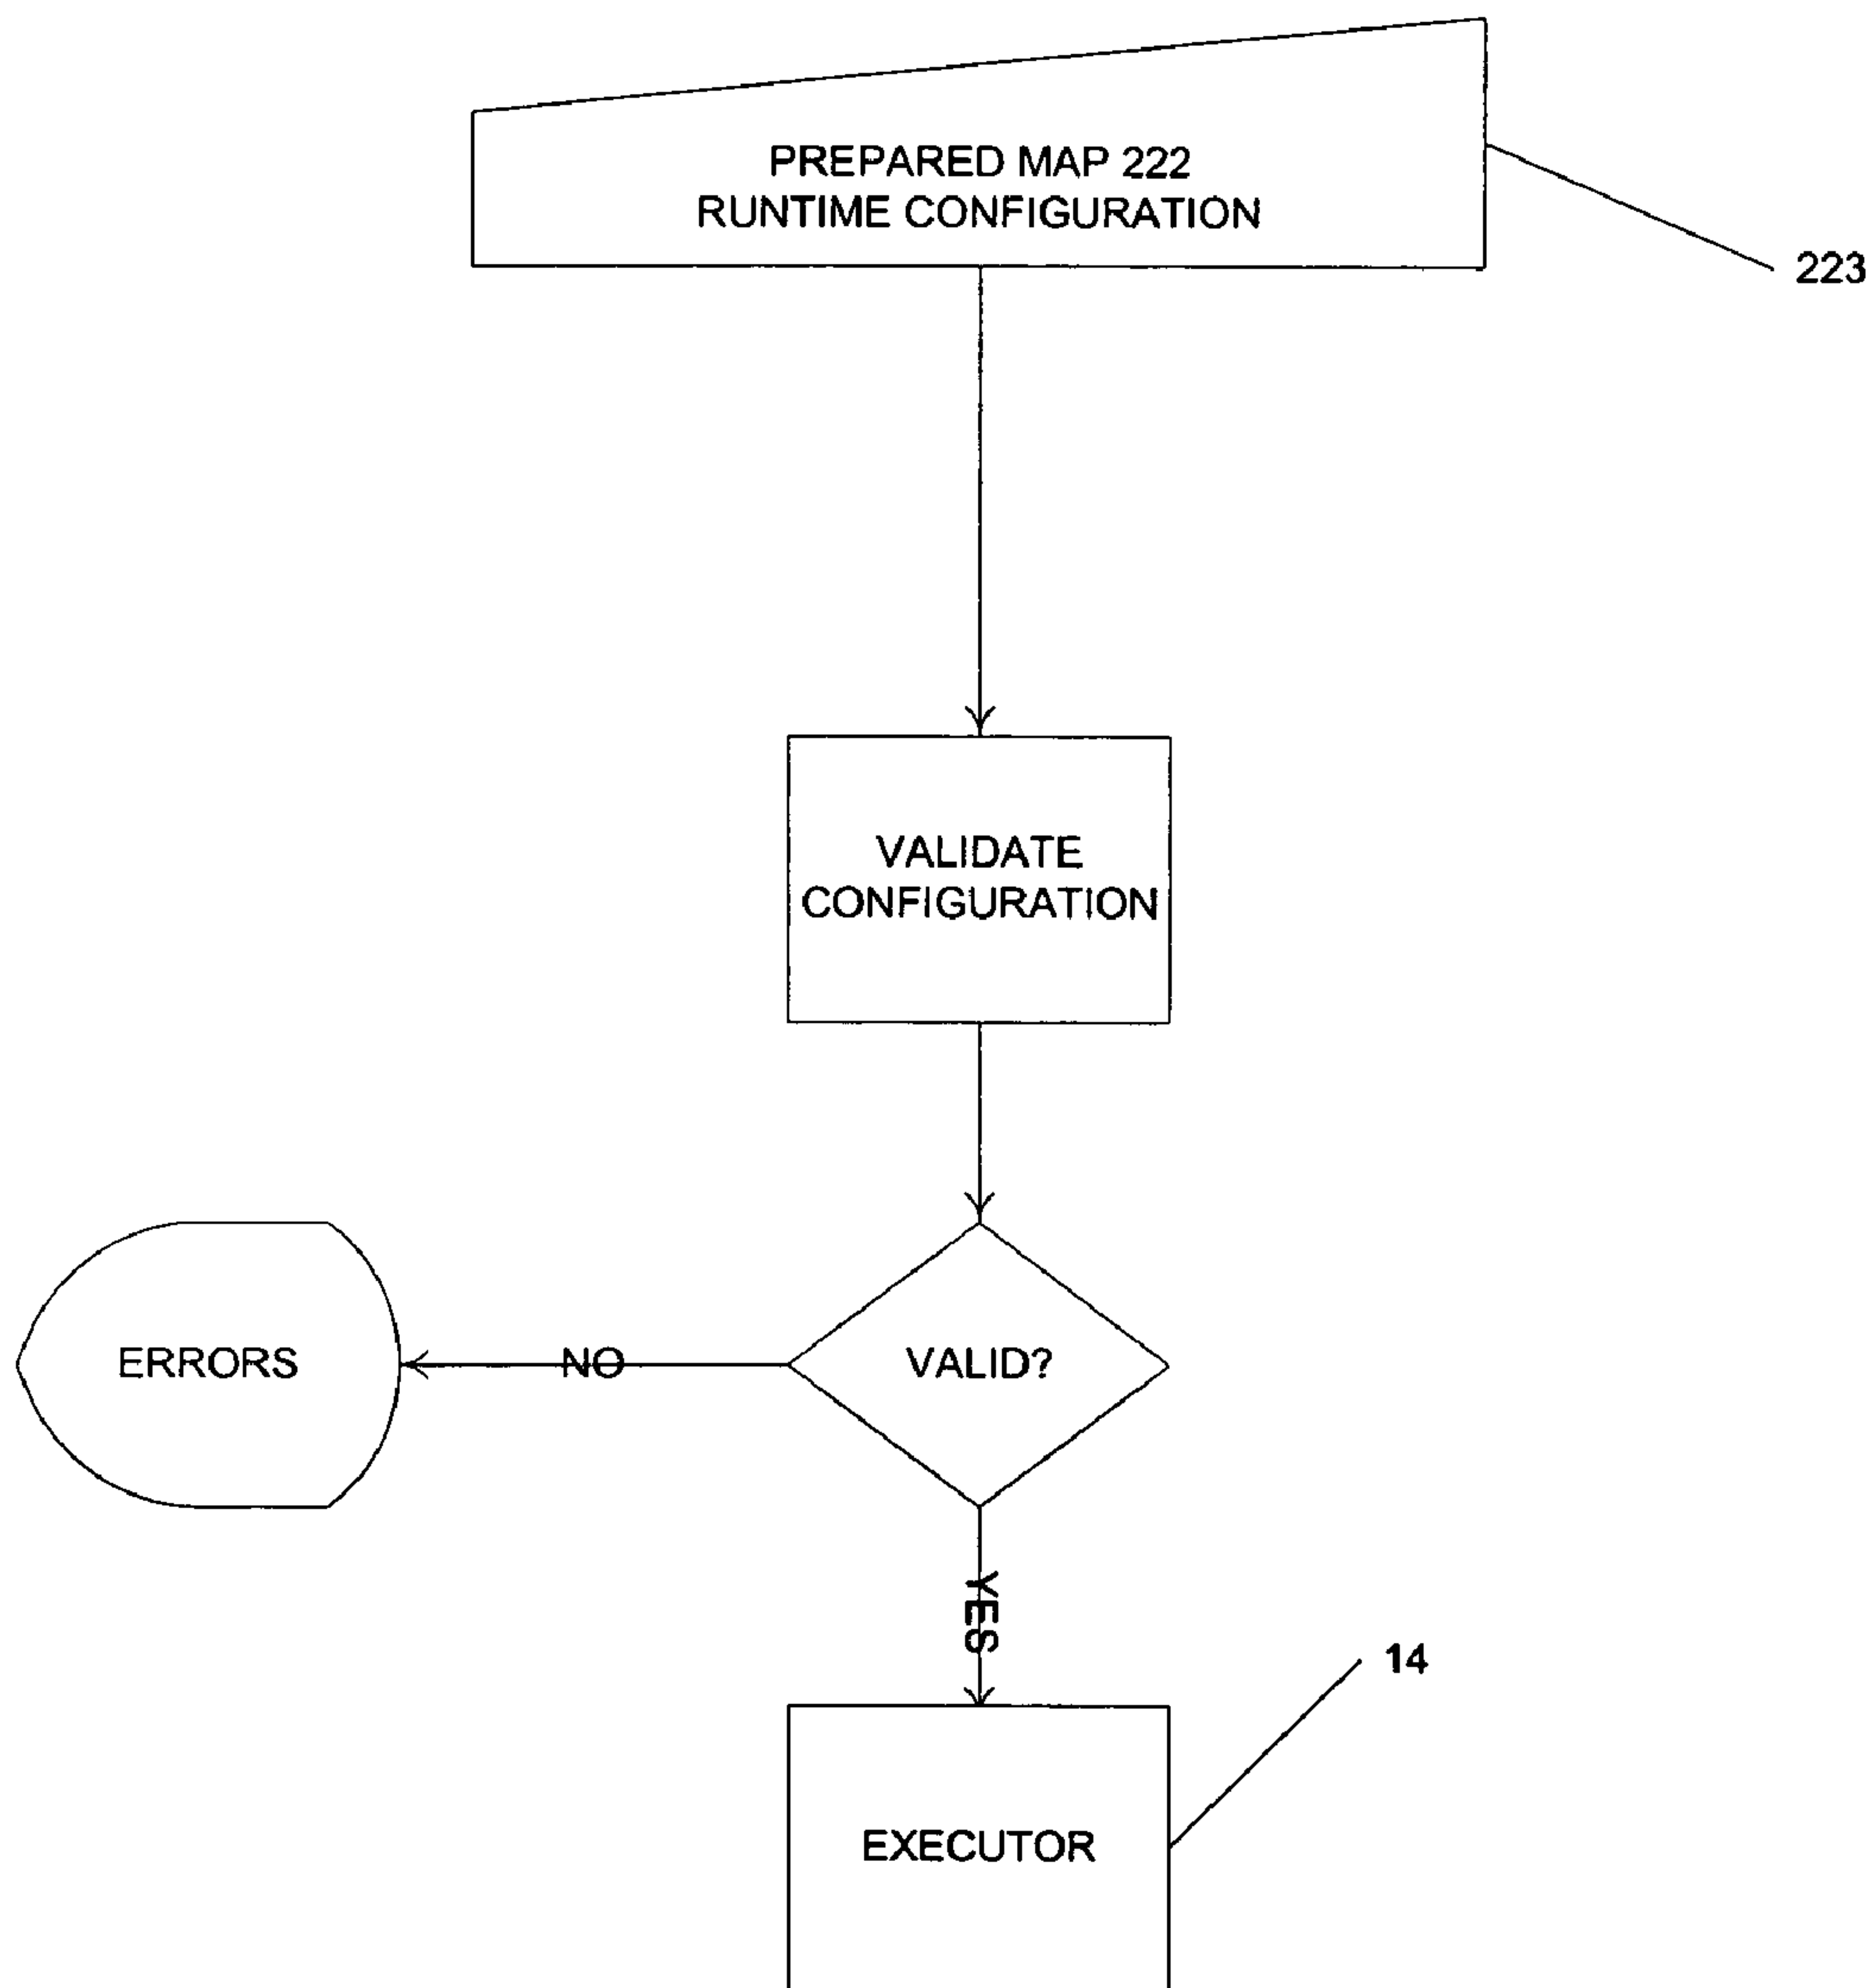 PREPARED MAP 222
RUNTIME CONFIGURATION
223
VALIDATE
CONFIGURATION
ERRORS
NO
VALID?
YES
14
EXECUTOR